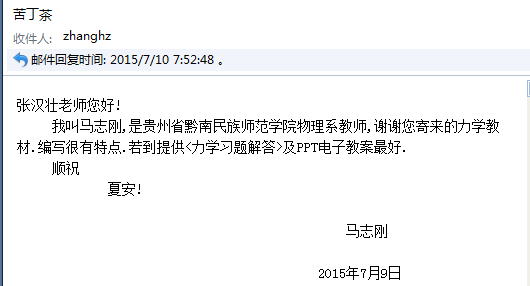 苦丁茶
收件人: zhanghz
邮件回复时间: 2015/7/10 7:52:48 。
张汉壮老师您好!
我叫马志刚,是贵州省黔南民族师范学院物理系教师,谢谢您寄来的力学教
材.编写很有特点.若到提供<力学习题解答>及PPT电子教案最好.
顺祝
夏安!
马志刚
2015年7月9日